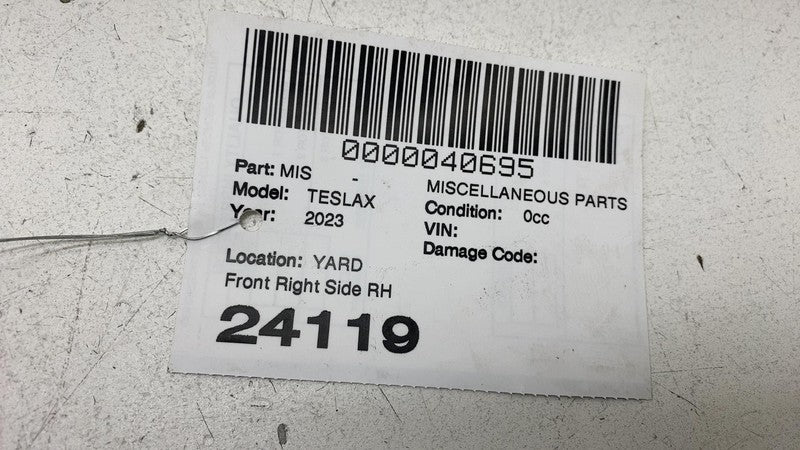 0000040695
Part: MIS -
MISCELLANEOUS PARTS
Model: TESLAX
Condition: 0cc
Year: 2023
VIN:
Damage Code:
Location: YARD
Front Right Side RH
24119